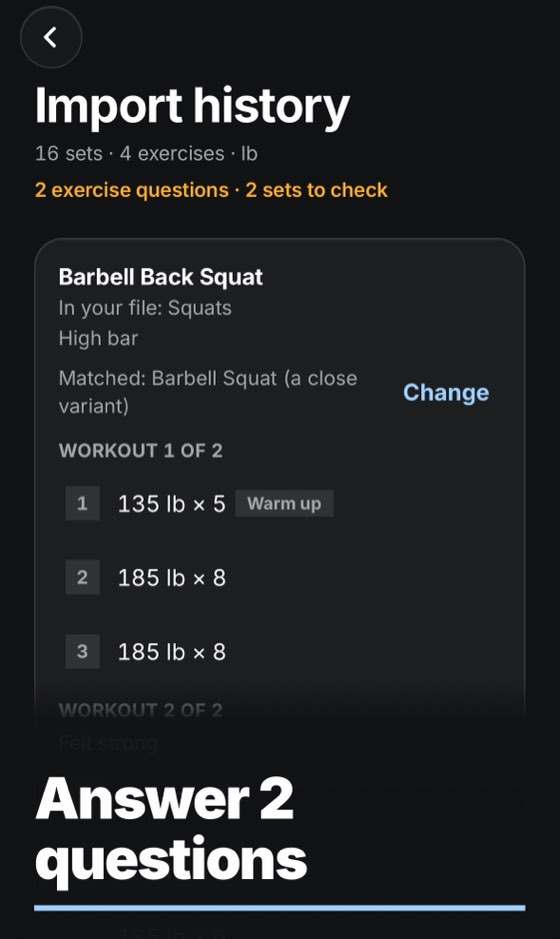 Import history
16 sets · 4 exercises · lb
2 exercise questions · 2 sets to check
Barbell Back Squat
In your file: Squats
High bar
Matched: Barbell Squat (a close
variant)
Change
WORKOUT 1 OF 2
1 135 lb × 5 Warm up
2 185 lb × 8
3 185 lb × 8
WORKOUT 2 OF 2
Felt strong
Answer 2
questions